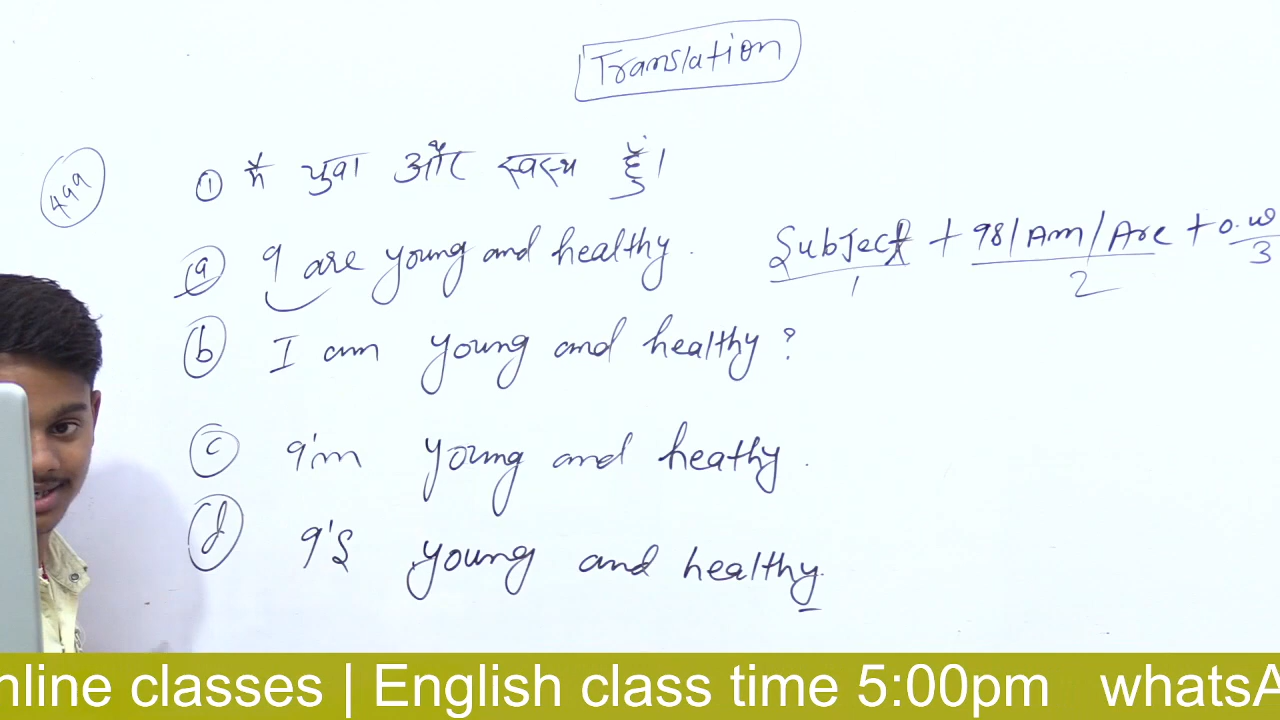 Translation
499
① मैं युवा और स्वस्थ हूँ।
(a) I are young and healthy. Subject + Is/Am/Are + o.w
1 2 3
(b) I am young and healthy?
(c) I'm young and heathy.
(d) I's young and healthy.
nline classes | English class time 5:00pm whatsA